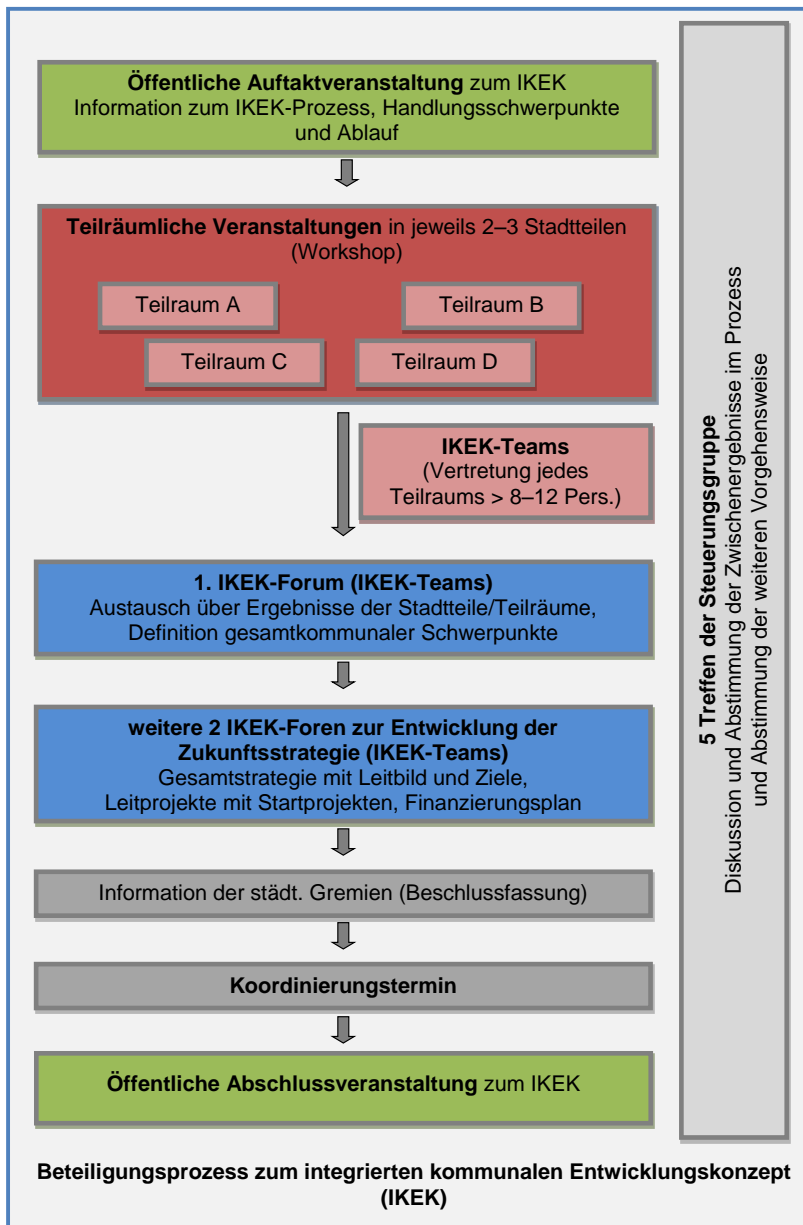 Öffentliche Auftaktveranstaltung zum IKEK
Information zum IKEK-Prozess, Handlungsschwerpunkte
und Ablauf
Teilräumliche Veranstaltungen in jeweils 2–3 Stadtteilen
(Workshop)
Teilraum A
Teilraum B
Teilraum C
Teilraum D
IKEK-Teams
(Vertretung jedes
Teilraums > 8–12 Pers.)
1. IKEK-Forum (IKEK-Teams)
Austausch über Ergebnisse der Stadtteile/Teilräume,
Definition gesamtkommunaler Schwerpunkte
weitere 2 IKEK-Foren zur Entwicklung der
Zukunftsstrategie (IKEK-Teams)
Gesamtstrategie mit Leitbild und Ziele,
Leitprojekte mit Startprojekten, Finanzierungsplan
Information der städt. Gremien (Beschlussfassung)
Koordinierungstermin
Öffentliche Abschlussveranstaltung zum IKEK
5 Treffen der Steuerungsgruppe
Diskussion und Abstimmung der Zwischenergebnisse im Prozess
und Abstimmung der weiteren Vorgehensweise
Beteiligungsprozess zum integrierten kommunalen Entwicklungskonzept
(IKEK)